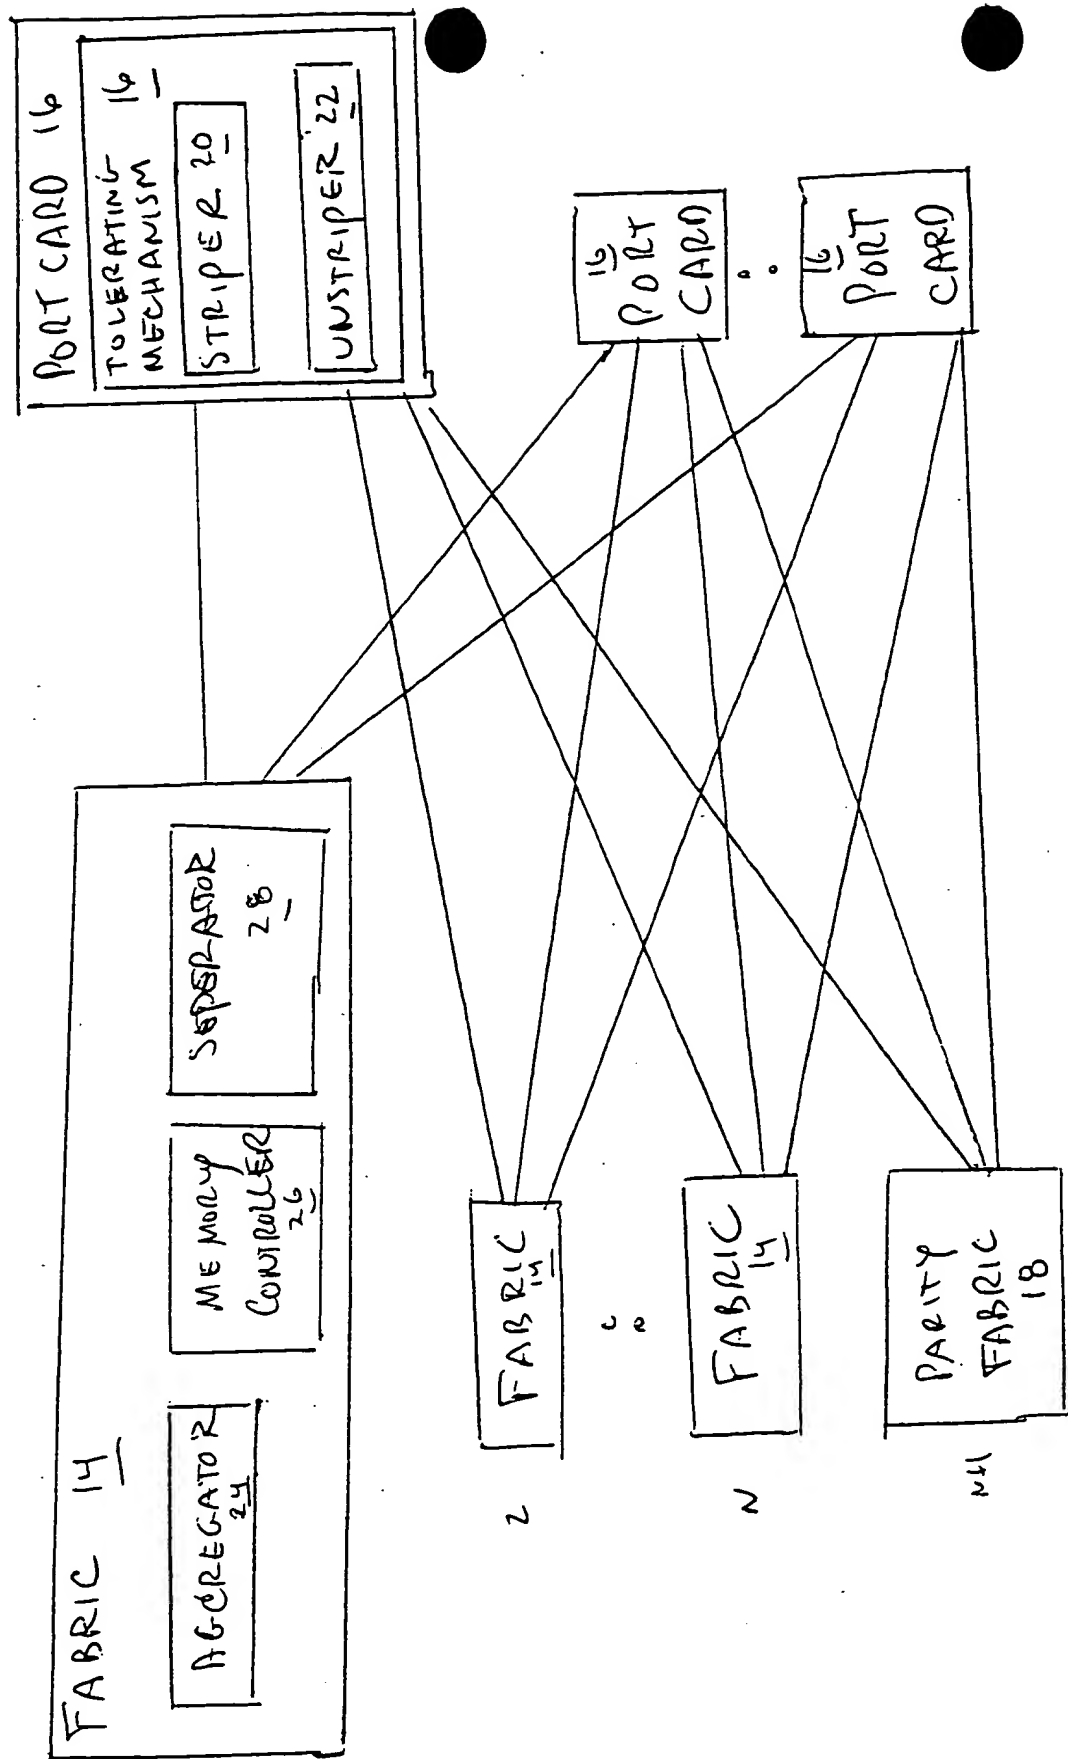 FABRIC 14
AGGREGATOR
24
MEMORY
CONTROLLER
26
SEPERATOR
28
PORT CARD 16
TOLERATING 16
MECHANISM
STRIPER 20
UNSTRIPER 22
2
FABRIC
14
N
FABRIC
14
N+1
PARITY
FABRIC
18
16
PORT
CARD
16
PORT
CARD